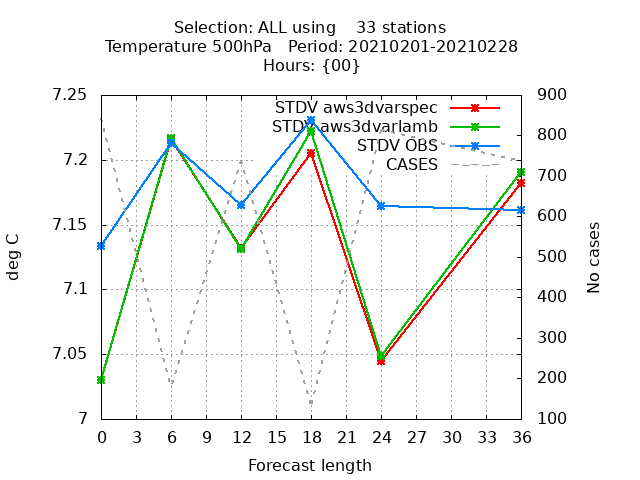 Selection: ALL using    33 stations
Temperature 500hPa   Period: 20210201-20210228
Hours: {00}
7.25
7.2
7.15
7.1
7.05
7
deg C
STDV aws3dvarspec
STDV aws3dvarlamb
STDV OBS
CASES
900
800
700
600
500
400
300
200
100
No cases
0 3 6 9 12 15 18 21 24 27 30 33 36
Forecast length